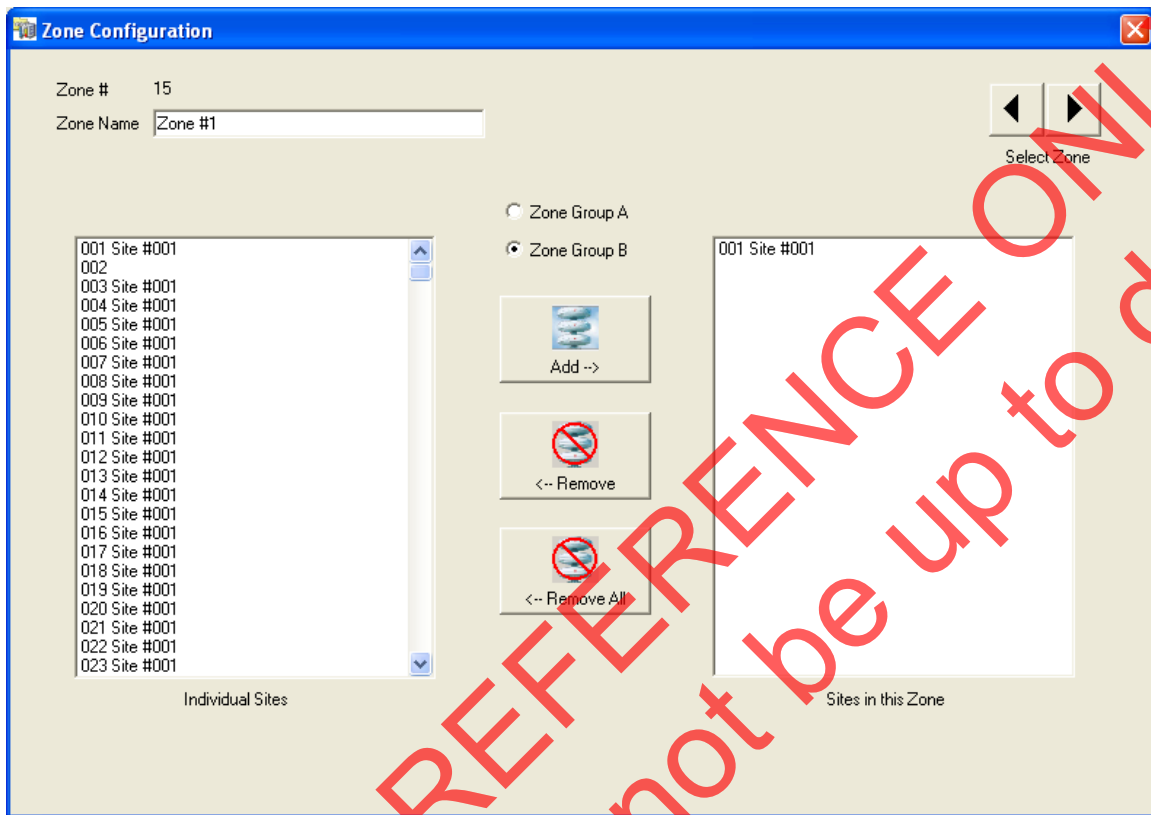 Zone Configuration
Zone # 15
Zone Name Zone #1
Select Zone
Zone Group A
Zone Group B
001 Site #001
002
003 Site #001
004 Site #001
005 Site #001
006 Site #001
007 Site #001
008 Site #001
009 Site #001
010 Site #001
011 Site #001
012 Site #001
013 Site #001
014 Site #001
015 Site #001
016 Site #001
017 Site #001
018 Site #001
019 Site #001
020 Site #001
021 Site #001
022 Site #001
023 Site #001
Individual Sites
Add -->
<-- Remove
<-- Remove All
001 Site #001
Sites in this Zone
REFERENCE
not be up to